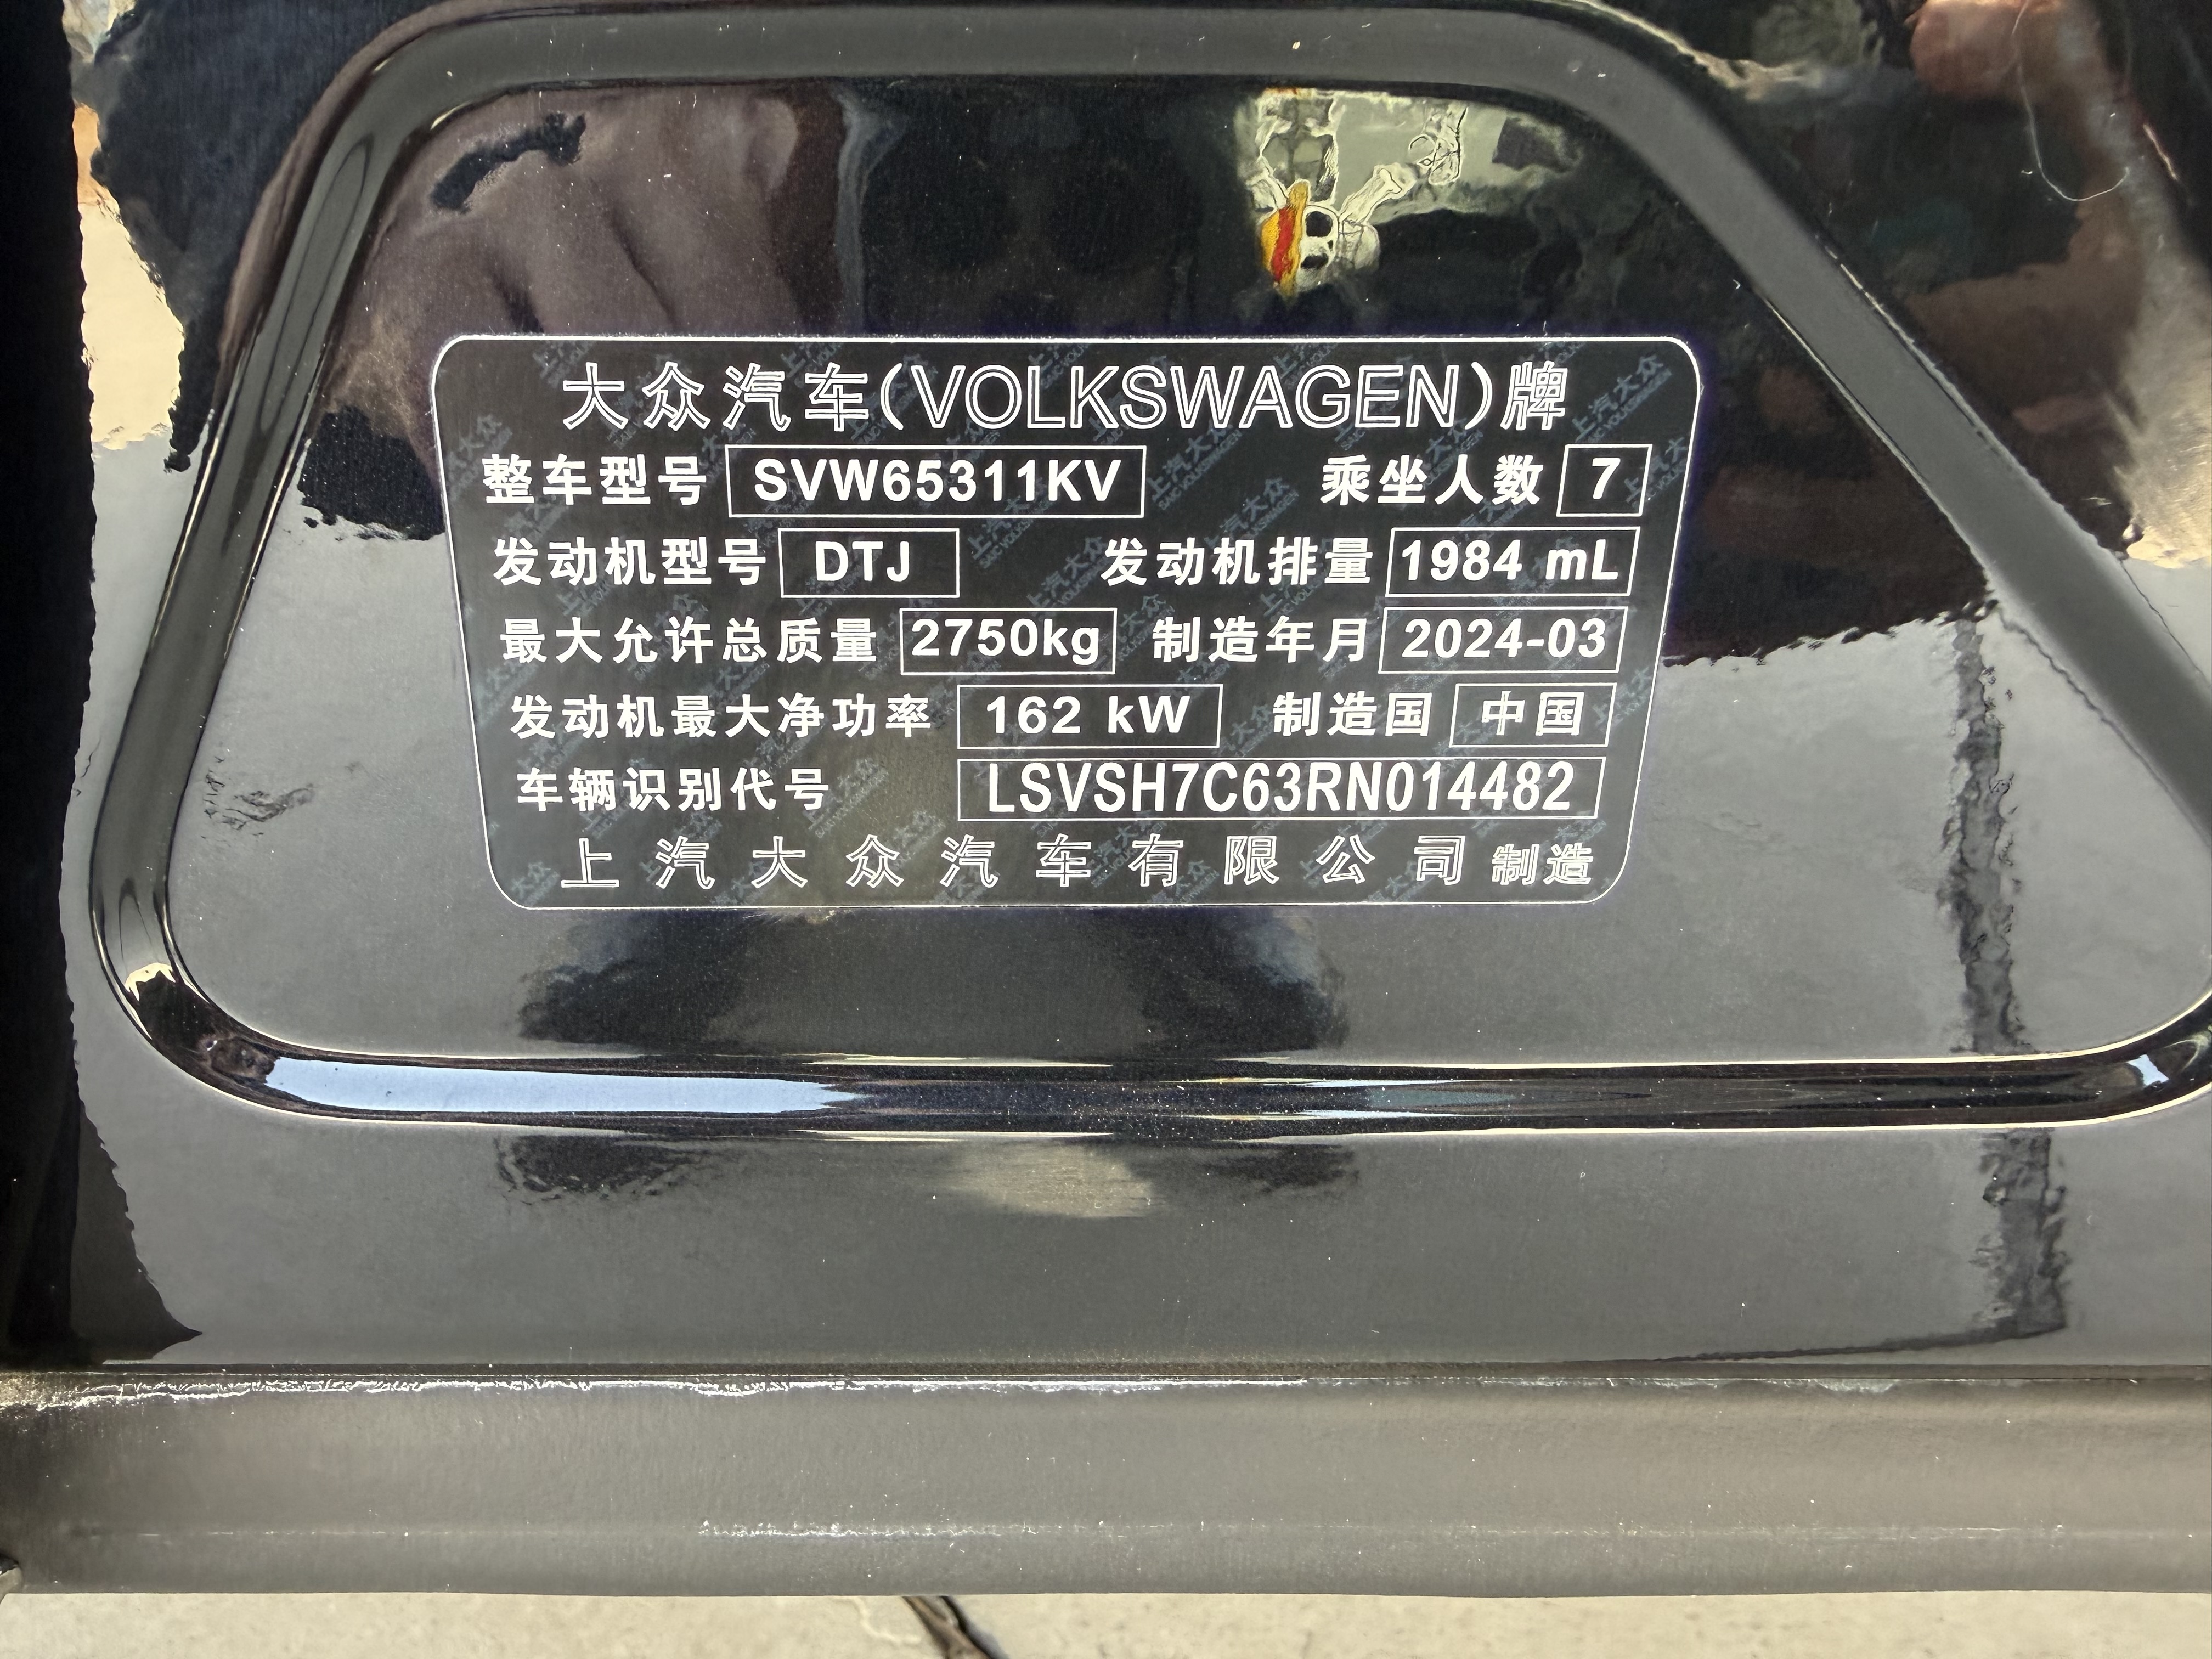 大众汽车(VOLKSWAGEN)牌
整车型号 SVW65311KV 乘坐人数 7
发动机型号 DTJ 发动机排量 1984 mL
最大允许总质量 2750kg 制造年月 2024-03
发动机最大净功率 162 kW 制造国 中国
车辆识别代号 LSVSH7C63RN014482
上汽大众汽车有限公司 制造